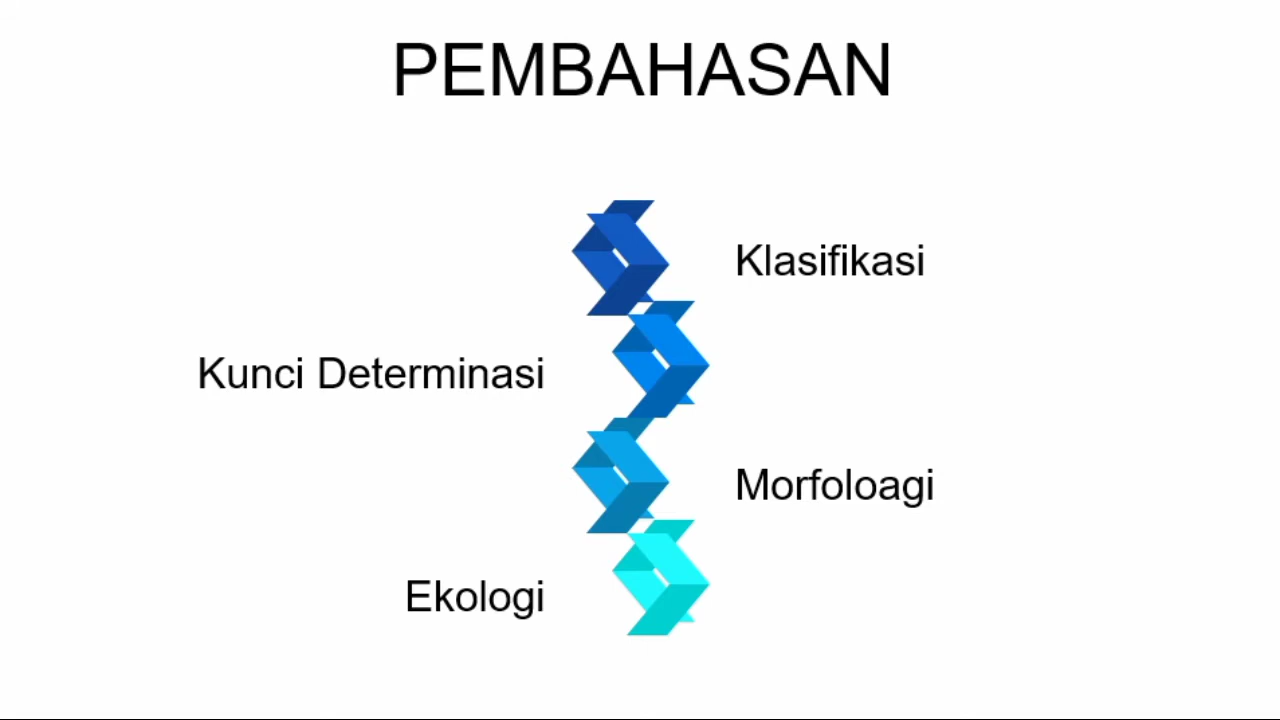 PEMBAHASAN
Klasifikasi
Kunci Determinasi
Morfoloagi
Ekologi